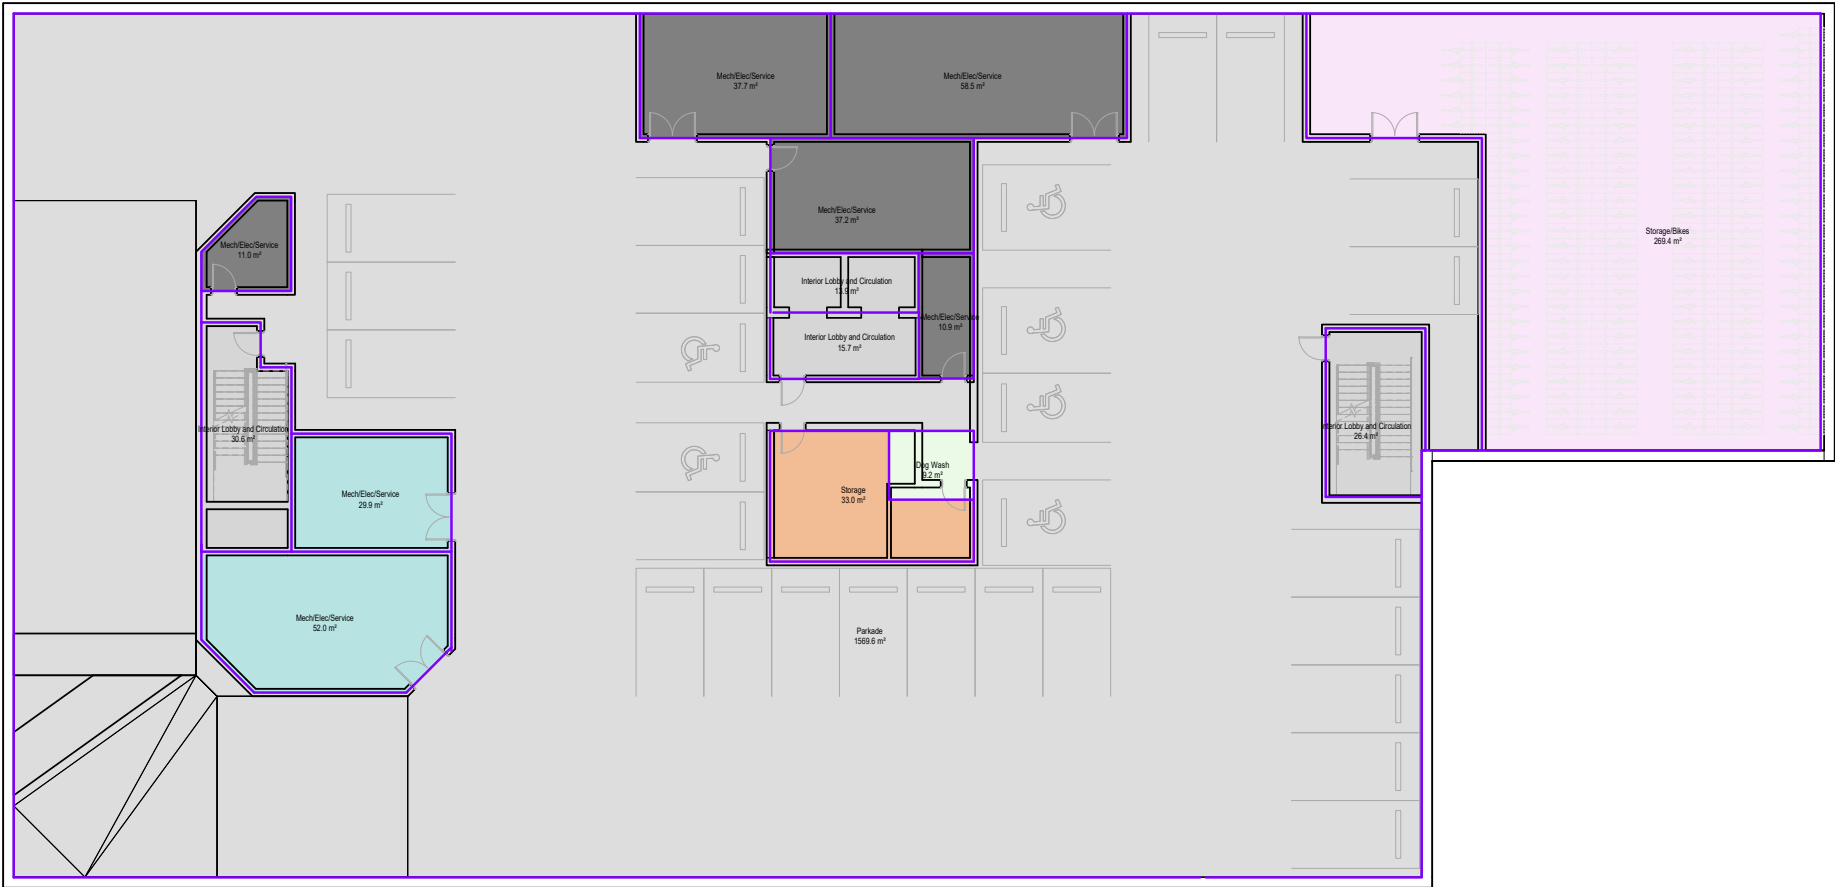 Mech/Elec/Service
37.7 m²
Mech/Elec/Service
58.5 m²
Mech/Elec/Service
37.2 m²
Mech/Elec/Service
11.0 m²
Storage/Bikes
269.4 m²
Interior Lobby and Circulation
13.9 m²
Mech/Elec/Service
10.9 m²
Interior Lobby and Circulation
15.7 m²
Interior Lobby and Circulation
30.6 m²
Interior Lobby and Circulation
26.4 m²
Dog Wash
9.2 m²
Mech/Elec/Service
29.9 m²
Storage
33.0 m²
Mech/Elec/Service
52.0 m²
Parkade
1569.6 m²